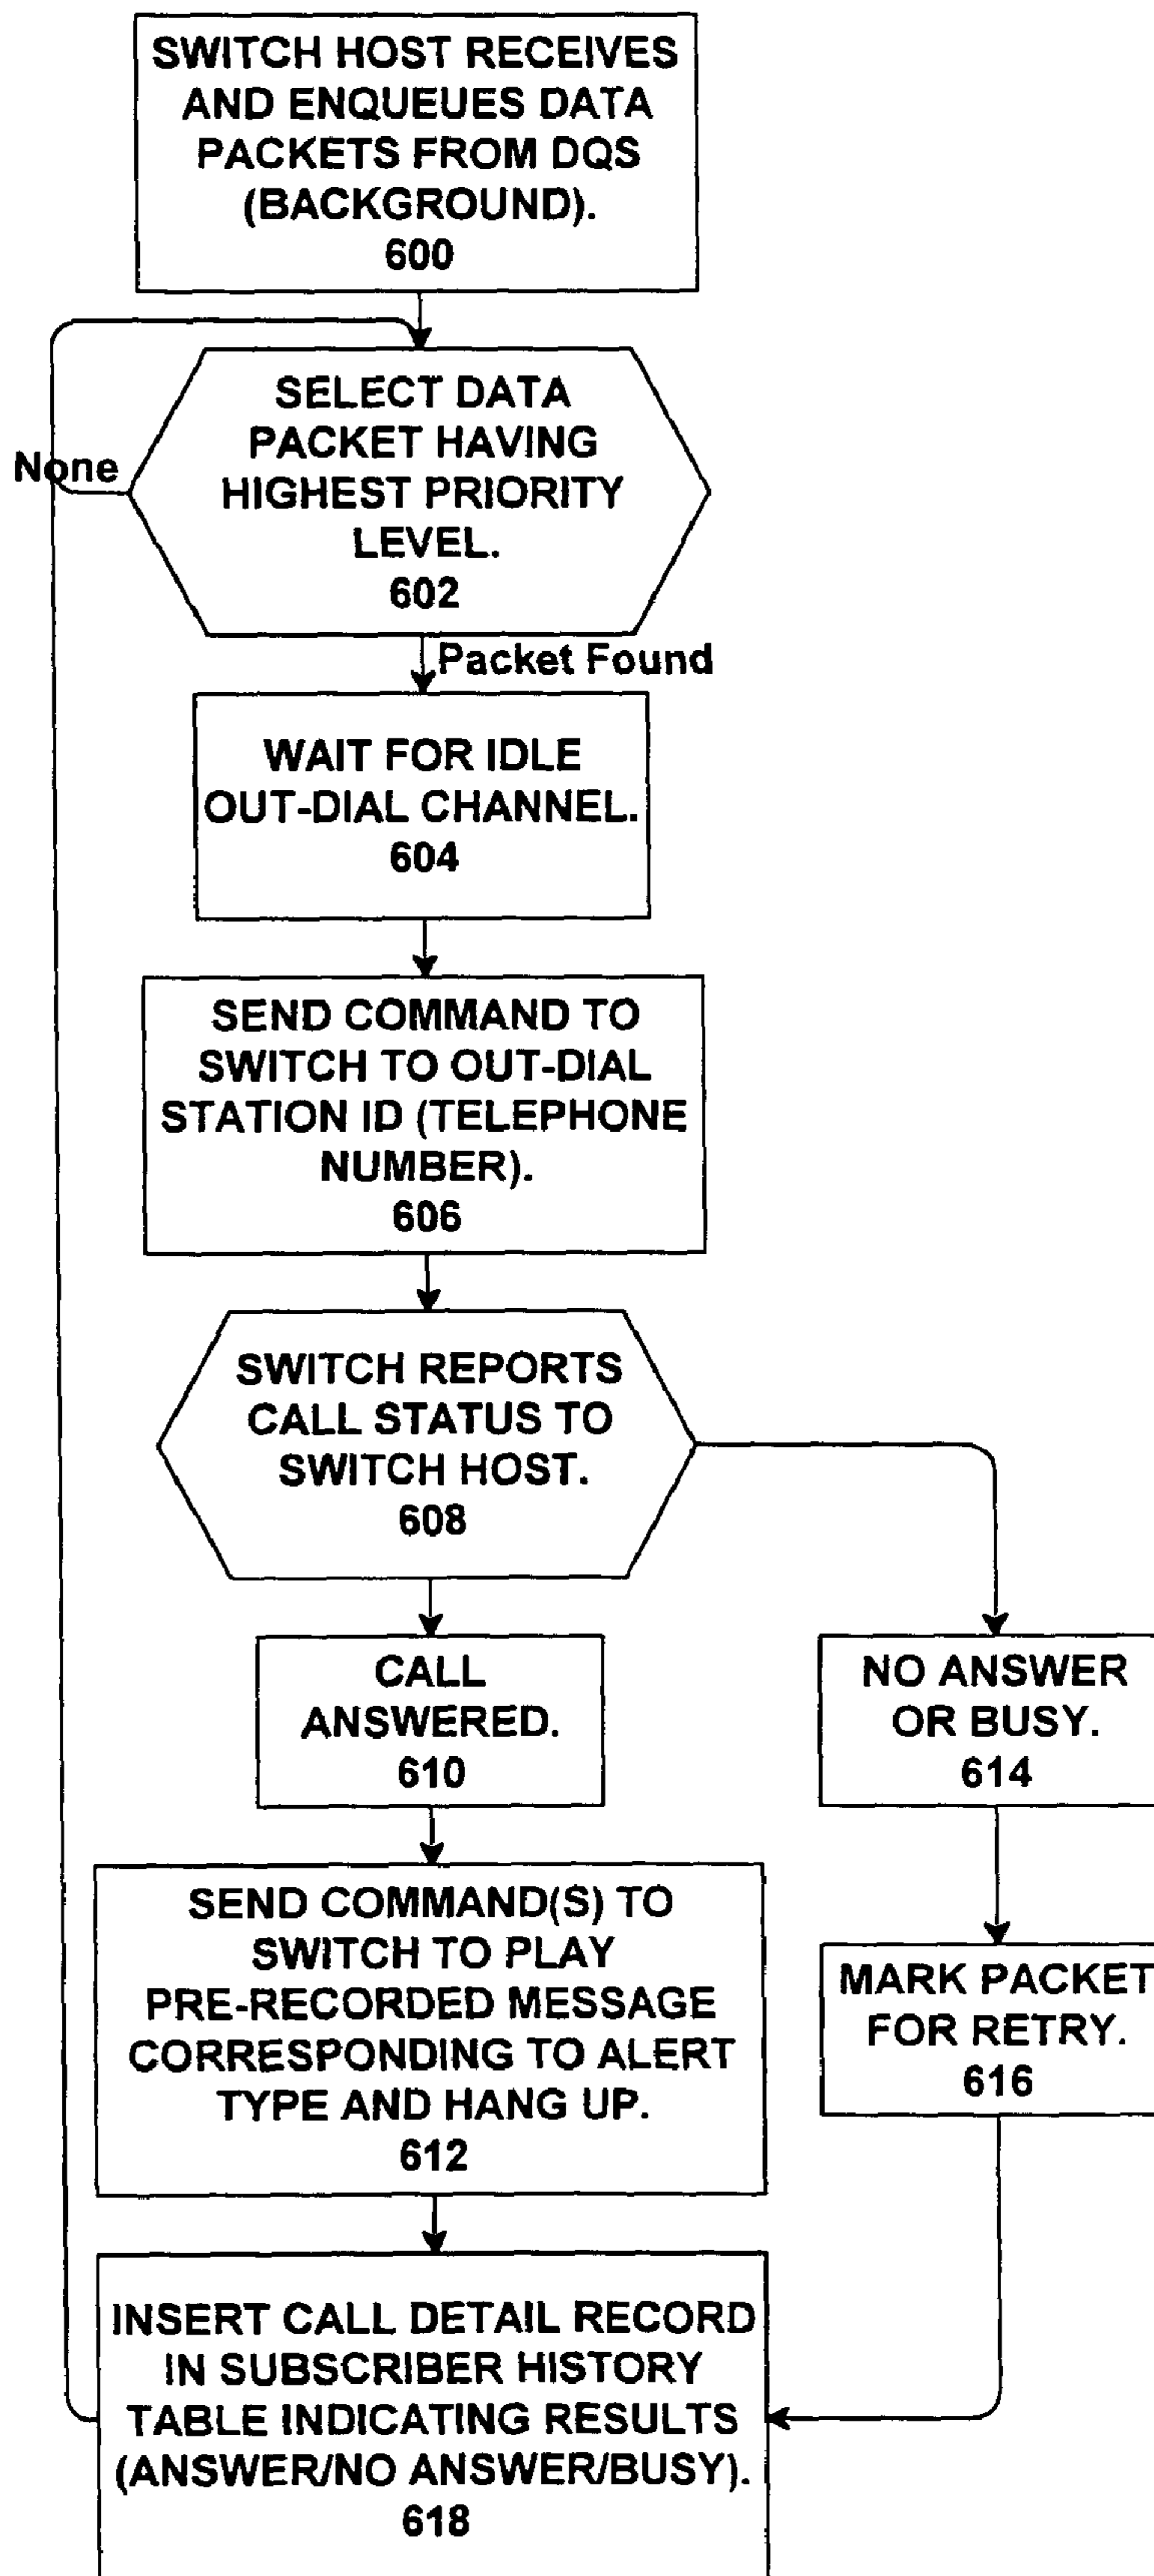 SWITCH HOST RECEIVES
AND ENQUEUES DATA
PACKETS FROM DQS
(BACKGROUND).
600
SELECT DATA
PACKET HAVING
HIGHEST PRIORITY
LEVEL.
602
None
Packet Found
WAIT FOR IDLE
OUT-DIAL CHANNEL.
604
SEND COMMAND TO
SWITCH TO OUT-DIAL
STATION ID (TELEPHONE
NUMBER).
606
SWITCH REPORTS
CALL STATUS TO
SWITCH HOST.
608
CALL
ANSWERED.
610
NO ANSWER
OR BUSY.
614
SEND COMMAND(S) TO
SWITCH TO PLAY
PRE-RECORDED MESSAGE
CORRESPONDING TO ALERT
TYPE AND HANG UP.
612
MARK PACKET
FOR RETRY.
616
INSERT CALL DETAIL RECORD
IN SUBSCRIBER HISTORY
TABLE INDICATING RESULTS
(ANSWER/NO ANSWER/BUSY).
618